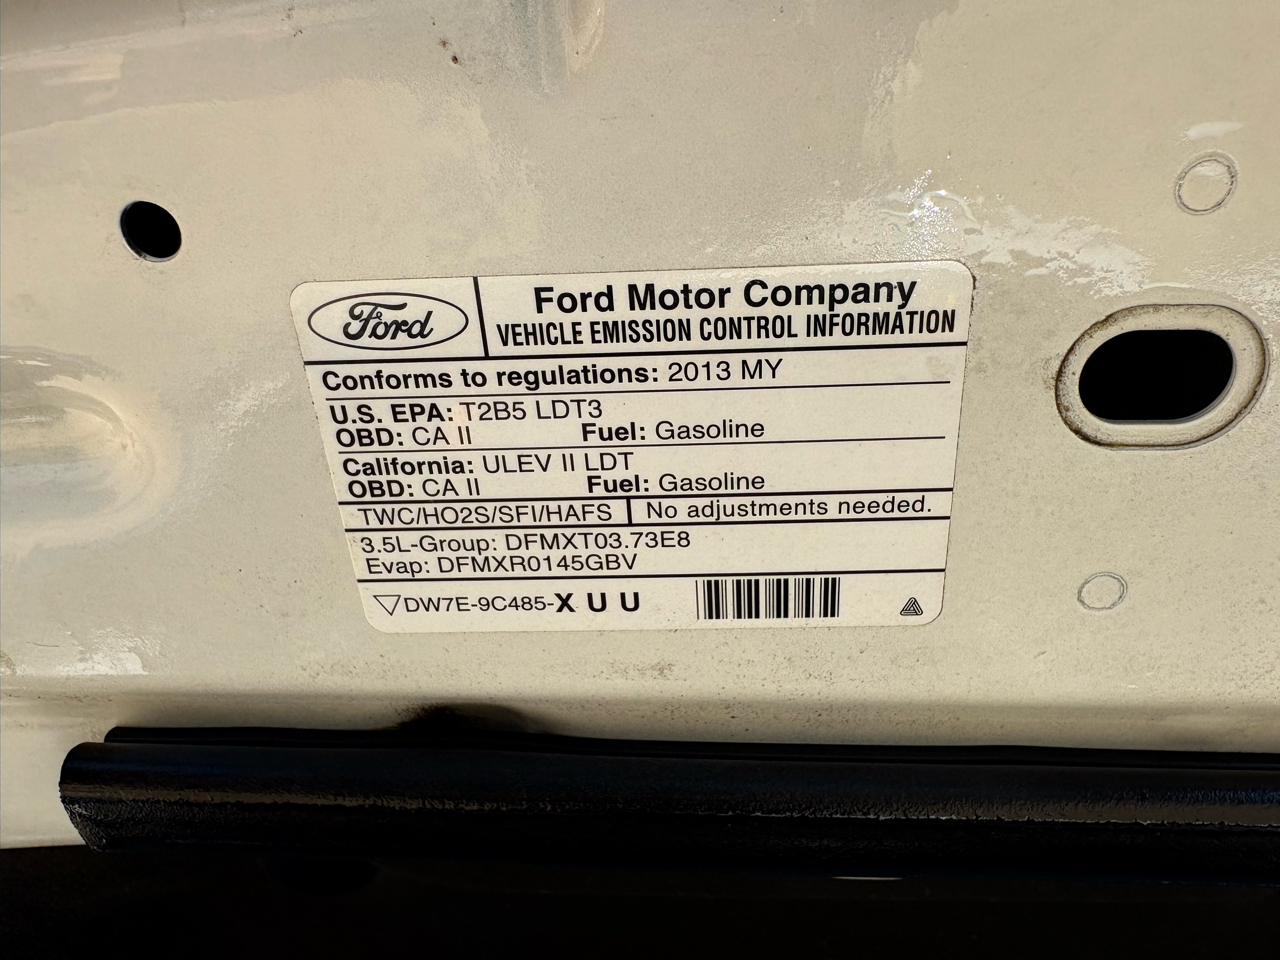 Ford
Ford Motor Company
VEHICLE EMISSION CONTROL INFORMATION
Conforms to regulations: 2013 MY
U.S. EPA: T2B5 LDT3
OBD: CA II Fuel: Gasoline
California: ULEV II LDT
OBD: CA II Fuel: Gasoline
TWC/HO2S/SFI/HAFS No adjustments needed.
3.5L-Group: DFMXT03.73E8
Evap: DFMXR0145GBV
DW7E-9C485-X U U